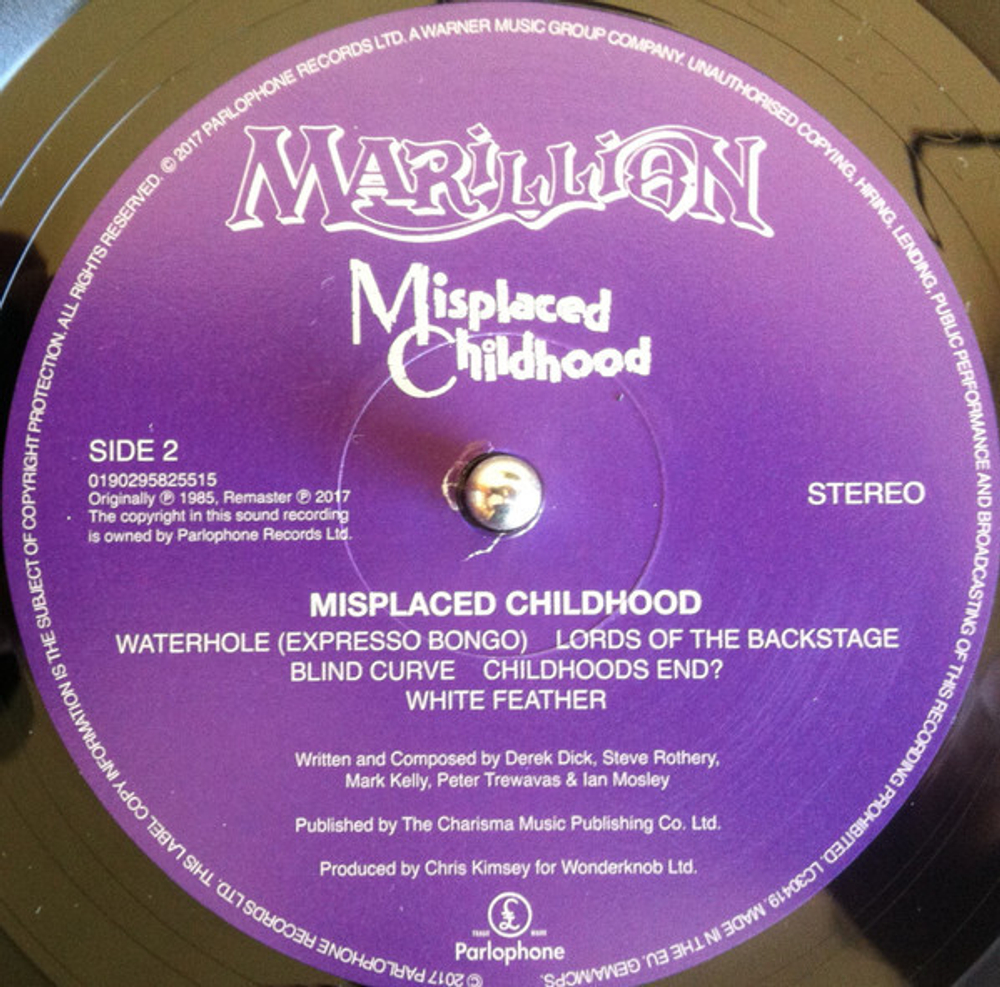 © 2017 PARLOPHONE RECORDS LTD. A WARNER MUSIC GROUP COMPANY. UNAUTHORISED COPYING, HIRING, LENDING, PUBLIC PERFORMANCE AND BROADCASTING OF THIS RECORDING PROHIBITED. LC30419. MADE IN THE EU. GEMA/MCPS.
© 2017 PARLOPHONE RECORDS LTD. THIS LABEL COPY INFORMATION IS THE SUBJECT OF COPYRIGHT PROTECTION. ALL RIGHTS RESERVED.
MARiLLiON
Misplaced
Childhood
SIDE 2
0190295825515
Originally ℗ 1985, Remaster ℗ 2017
The copyright in this sound recording
is owned by Parlophone Records Ltd.
STEREO
MISPLACED CHILDHOOD
WATERHOLE (EXPRESSO BONGO) LORDS OF THE BACKSTAGE
BLIND CURVE CHILDHOODS END?
WHITE FEATHER
Written and Composed by Derek Dick, Steve Rothery,
Mark Kelly, Peter Trewavas & Ian Mosley
Published by The Charisma Music Publishing Co. Ltd.
Produced by Chris Kimsey for Wonderknob Ltd.
£
TRADE MARK
Parlophone